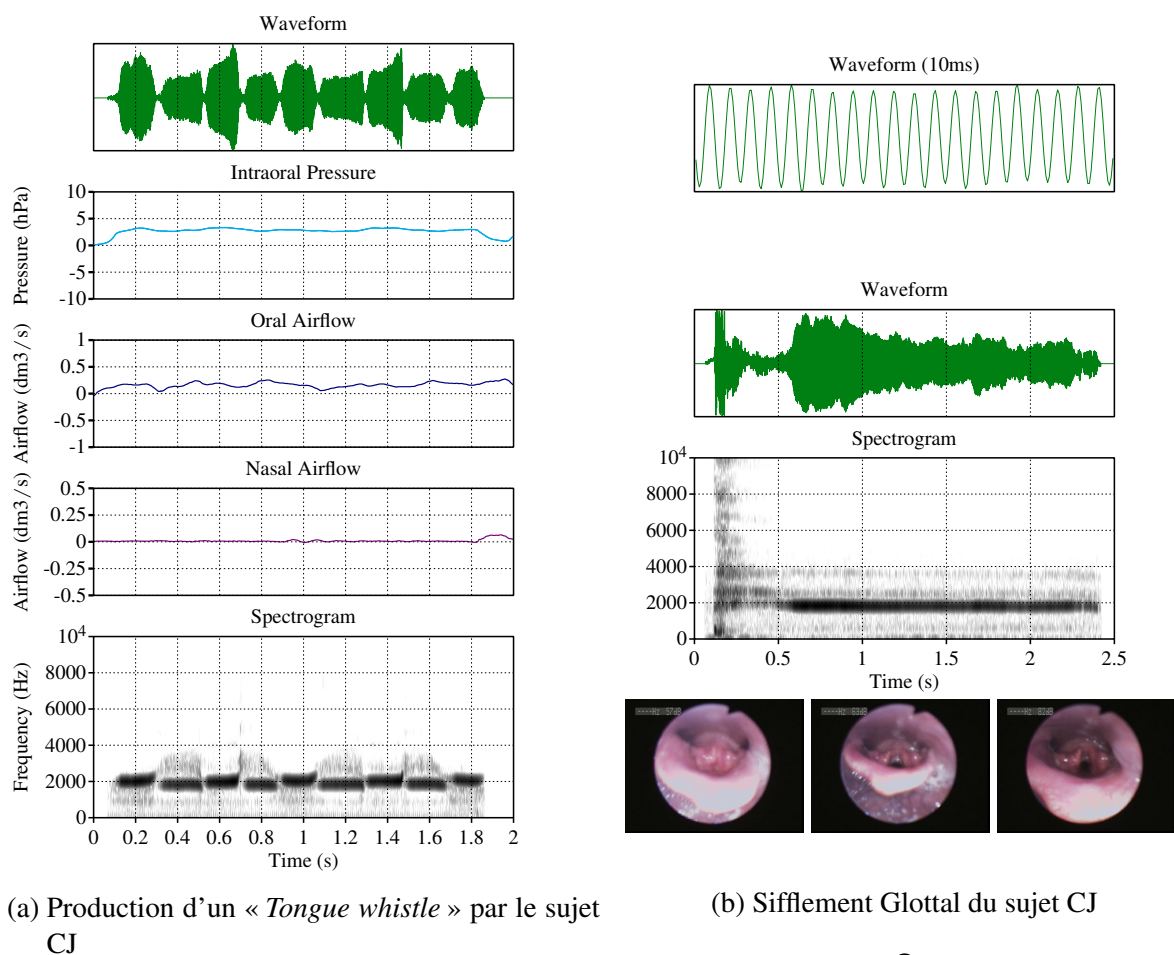 Waveform
Intraoral Pressure
Pressure (hPa)
10
5
0
-5
-10
Oral Airflow
Airflow (dm3 / s)
1
0.5
0
-0.5
-1
Nasal Airflow
Airflow (dm3 / s)
0.5
0.25
0
-0.25
-0.5
Spectrogram
Frequency (Hz)
10⁴
8000
6000
4000
2000
0
0 0.2 0.4 0.6 0.8 1 1.2 1.4 1.6 1.8 2
Time (s)
(a) Production d'un « Tongue whistle » par le sujet
CJ
Waveform (10ms)
Waveform
Spectrogram
10⁴
8000
6000
4000
2000
0
0 0.5 1 1.5 2 2.5
Time (s)
(b) Sifflement Glottal du sujet CJ